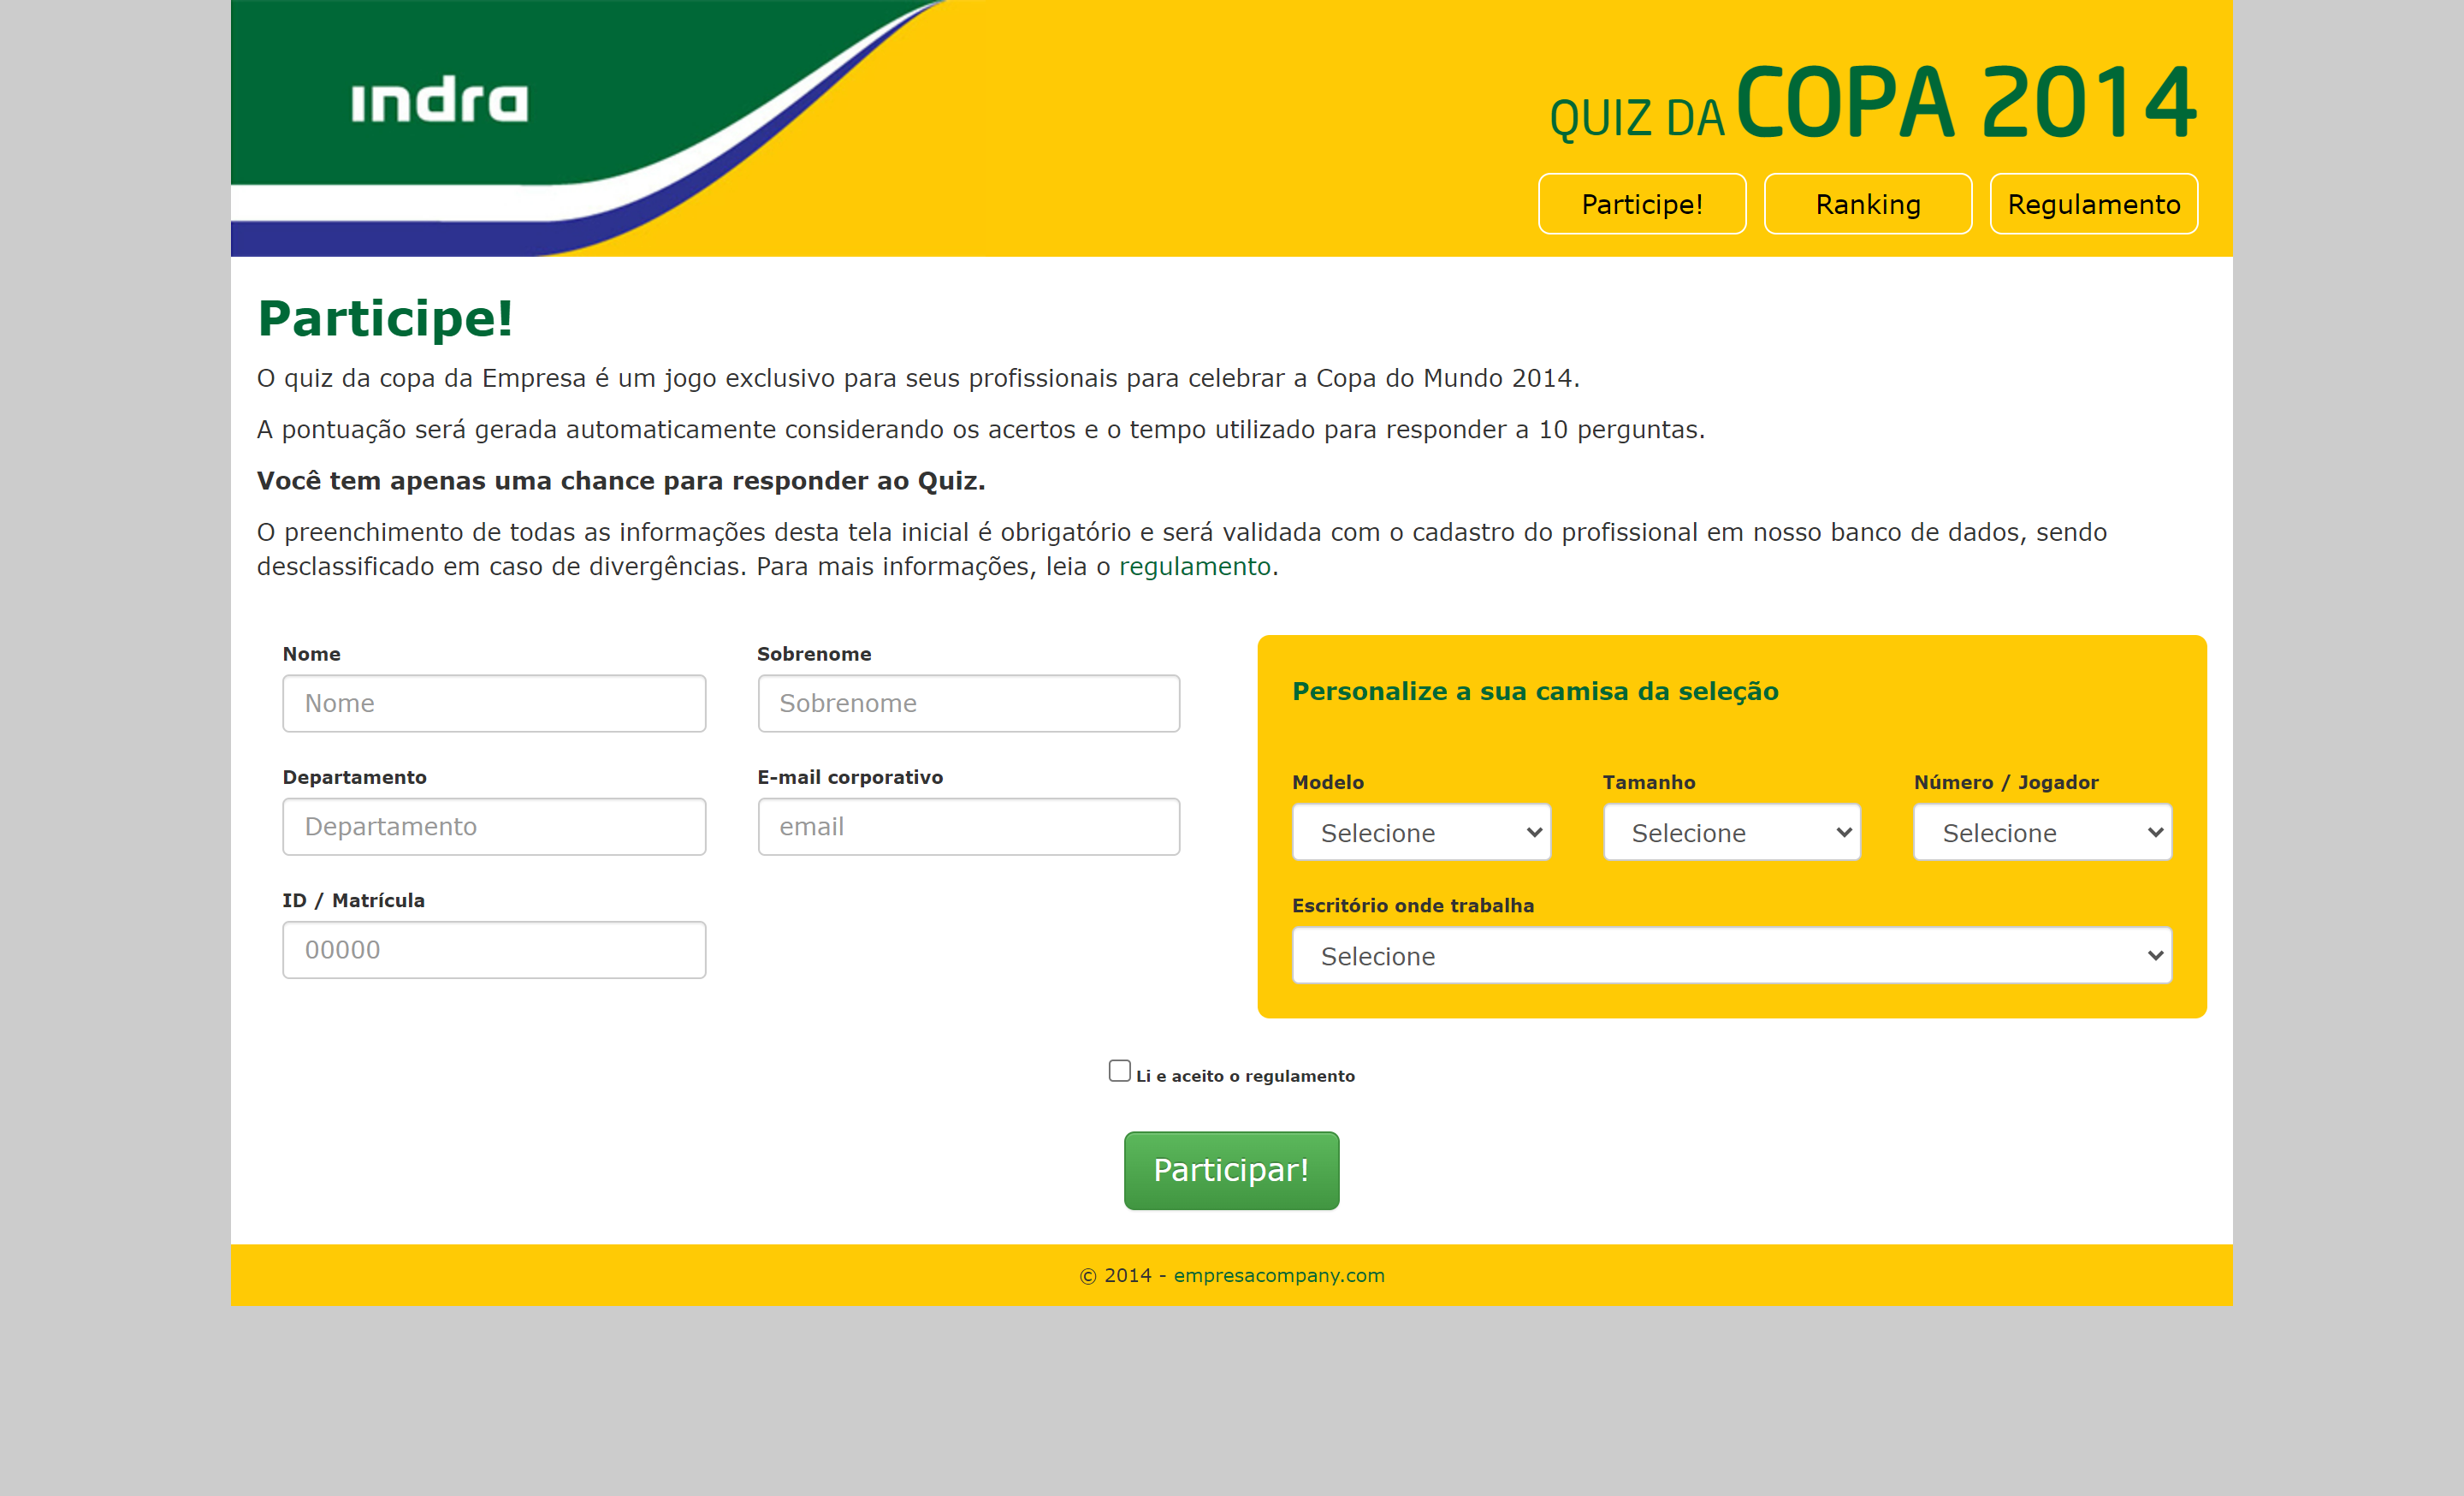 indra
QUIZ DA COPA 2014
Participe! Ranking Regulamento
Participe!
O quiz da copa da Empresa é um jogo exclusivo para seus profissionais para celebrar a Copa do Mundo 2014.
A pontuação será gerada automaticamente considerando os acertos e o tempo utilizado para responder a 10 perguntas.
Você tem apenas uma chance para responder ao Quiz.
O preenchimento de todas as informações desta tela inicial é obrigatório e será validada com o cadastro do profissional em nosso banco de dados, sendo
desclassificado em caso de divergências. Para mais informações, leia o regulamento.
Nome Sobrenome
Nome Sobrenome
Departamento E-mail corporativo
Departamento email
ID / Matrícula
00000
Personalize a sua camisa da seleção
Modelo Tamanho Número / Jogador
Selecione Selecione Selecione
Escritório onde trabalha
Selecione
Li e aceito o regulamento
Participar!
© 2014 - empresacompany.com